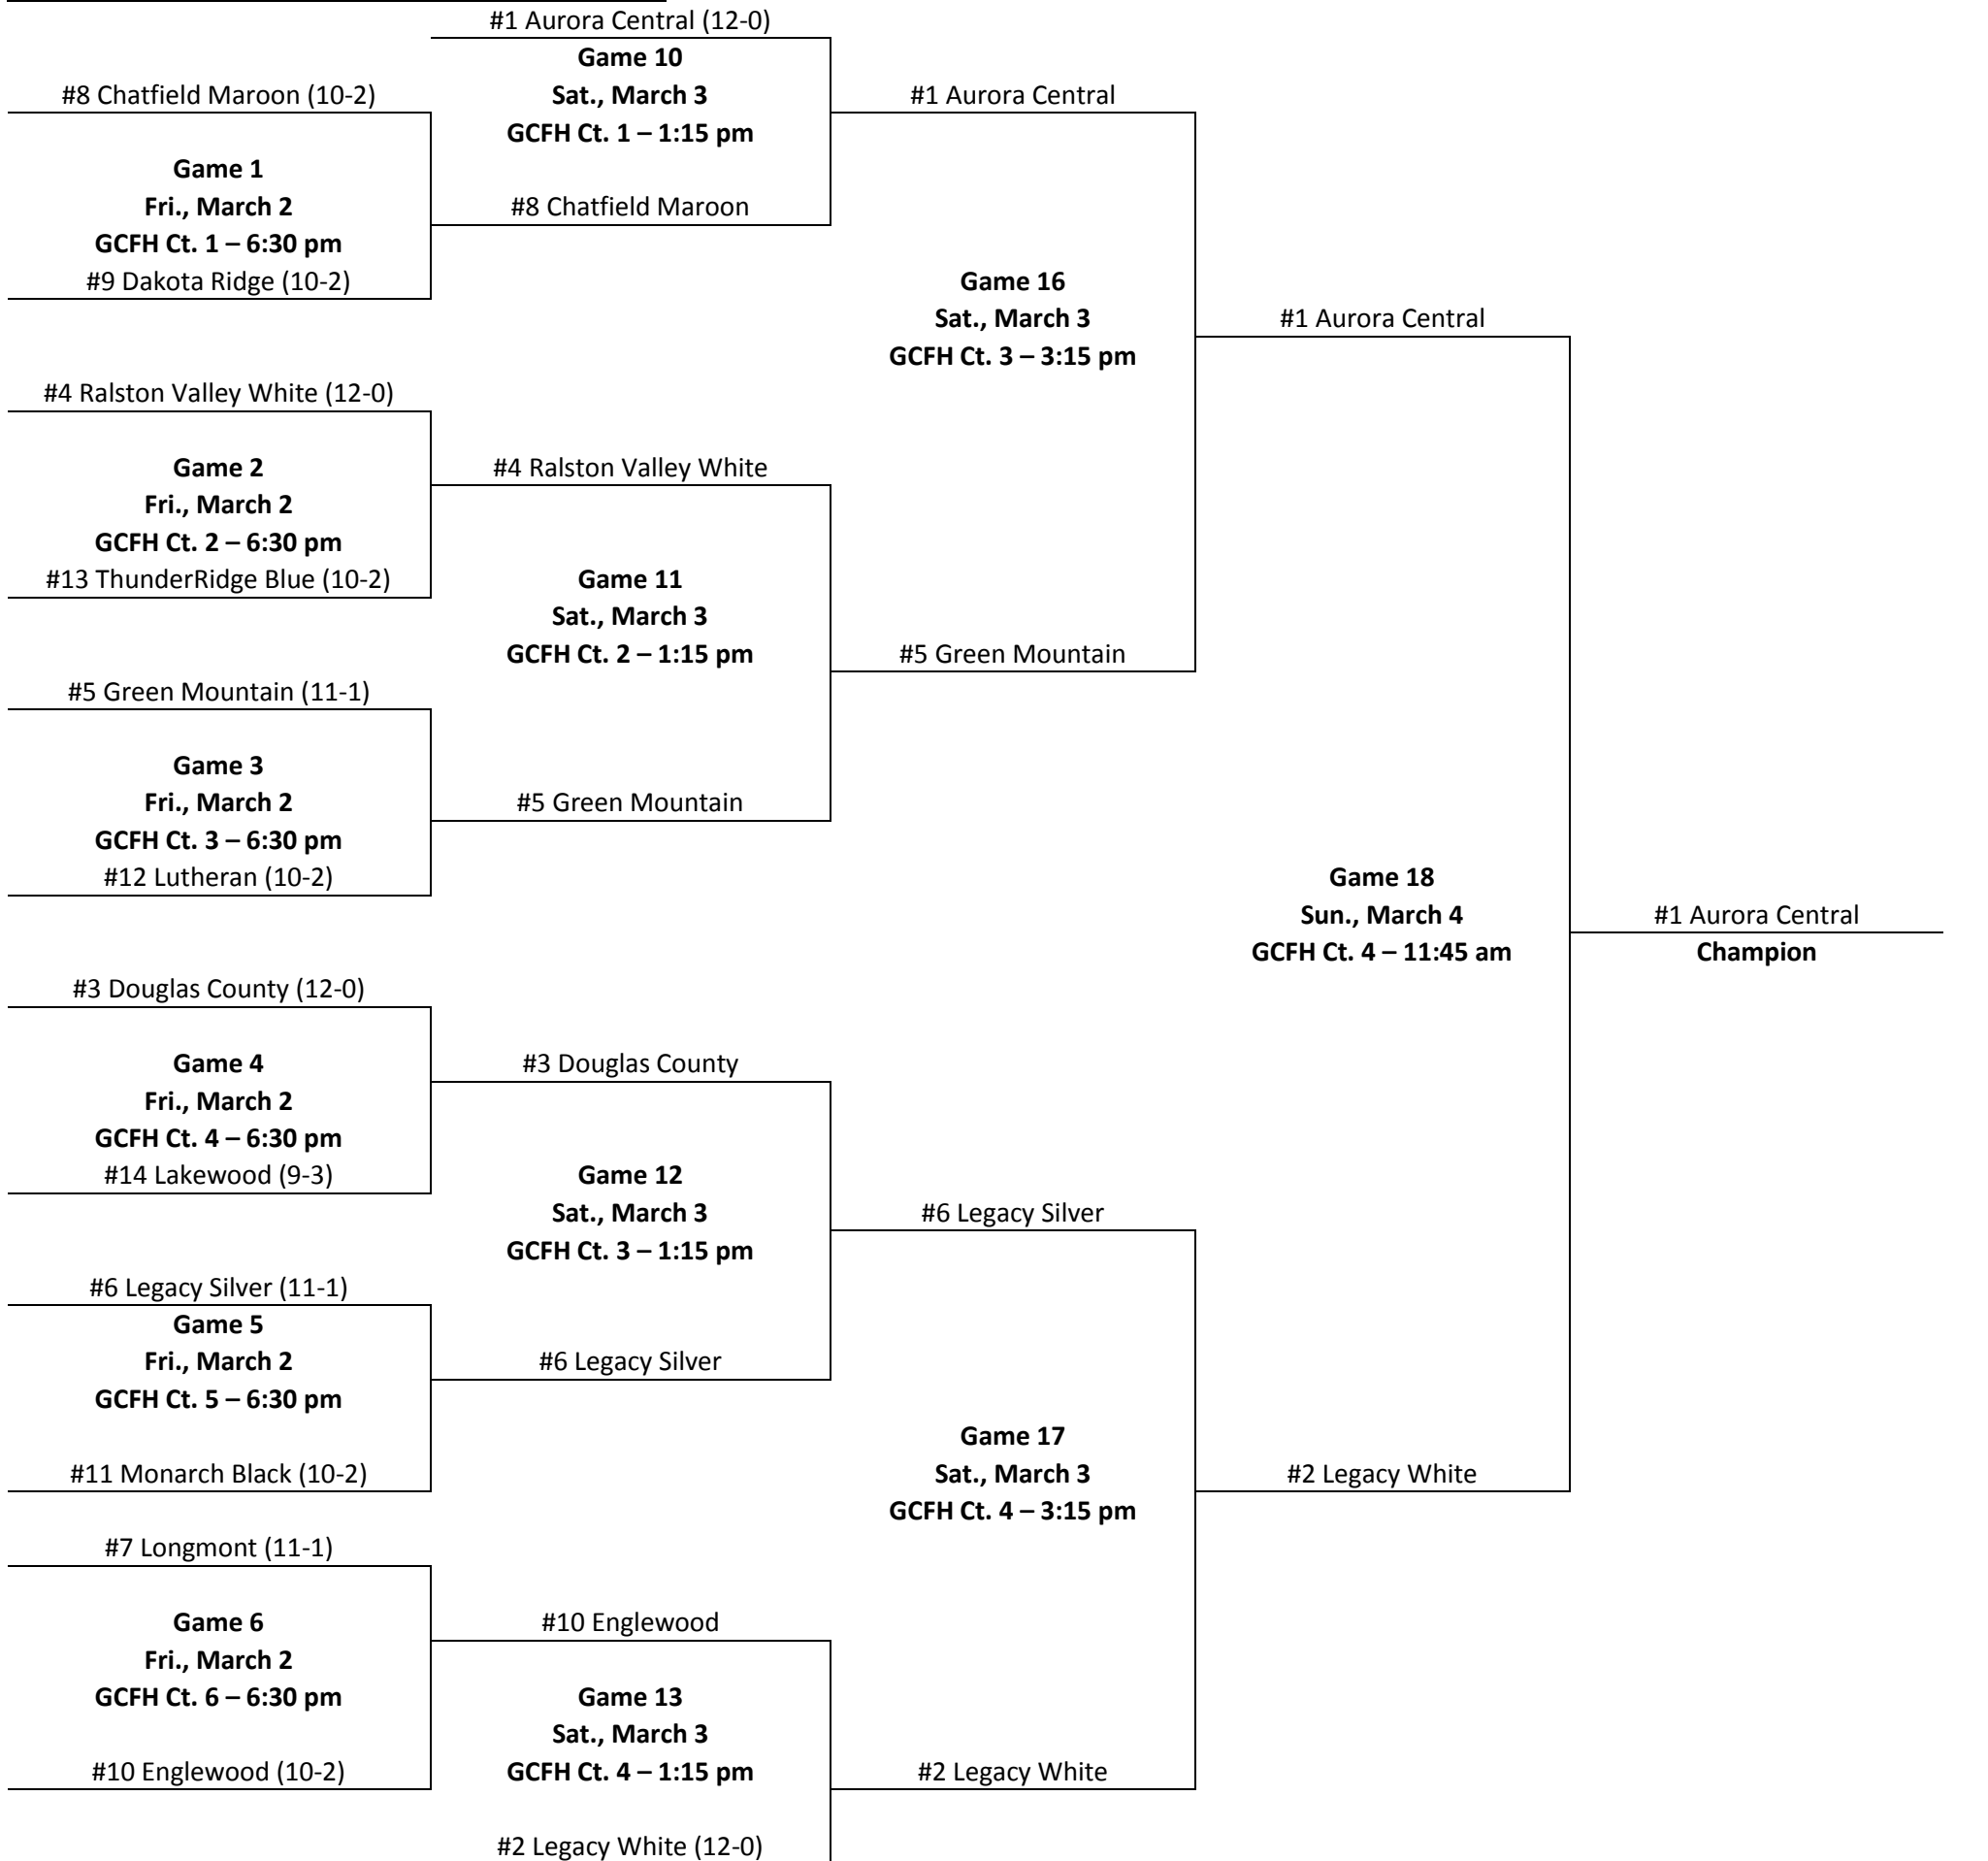 #1 Aurora Central (12-0)
Game 10
Sat., March 3
GCFH Ct. 1 – 1:15 pm
#8 Chatfield Maroon (10-2)
#1 Aurora Central
Game 1
Fri., March 2
GCFH Ct. 1 – 6:30 pm
#9 Dakota Ridge (10-2)
#8 Chatfield Maroon
Game 16
Sat., March 3
GCFH Ct. 3 – 3:15 pm
#1 Aurora Central
#4 Ralston Valley White (12-0)
Game 2
Fri., March 2
GCFH Ct. 2 – 6:30 pm
#13 ThunderRidge Blue (10-2)
#4 Ralston Valley White
Game 11
Sat., March 3
GCFH Ct. 2 – 1:15 pm
#5 Green Mountain
#5 Green Mountain (11-1)
Game 3
Fri., March 2
GCFH Ct. 3 – 6:30 pm
#12 Lutheran (10-2)
#5 Green Mountain
Game 18
Sun., March 4
GCFH Ct. 4 – 11:45 am
#1 Aurora Central
Champion
#3 Douglas County (12-0)
Game 4
Fri., March 2
GCFH Ct. 4 – 6:30 pm
#14 Lakewood (9-3)
#3 Douglas County
Game 12
Sat., March 3
GCFH Ct. 3 – 1:15 pm
#6 Legacy Silver
#6 Legacy Silver (11-1)
Game 5
Fri., March 2
GCFH Ct. 5 – 6:30 pm
#11 Monarch Black (10-2)
#6 Legacy Silver
Game 17
Sat., March 3
GCFH Ct. 4 – 3:15 pm
#2 Legacy White
#7 Longmont (11-1)
Game 6
Fri., March 2
GCFH Ct. 6 – 6:30 pm
#10 Englewood (10-2)
#10 Englewood
Game 13
Sat., March 3
GCFH Ct. 4 – 1:15 pm
#2 Legacy White
#2 Legacy White (12-0)